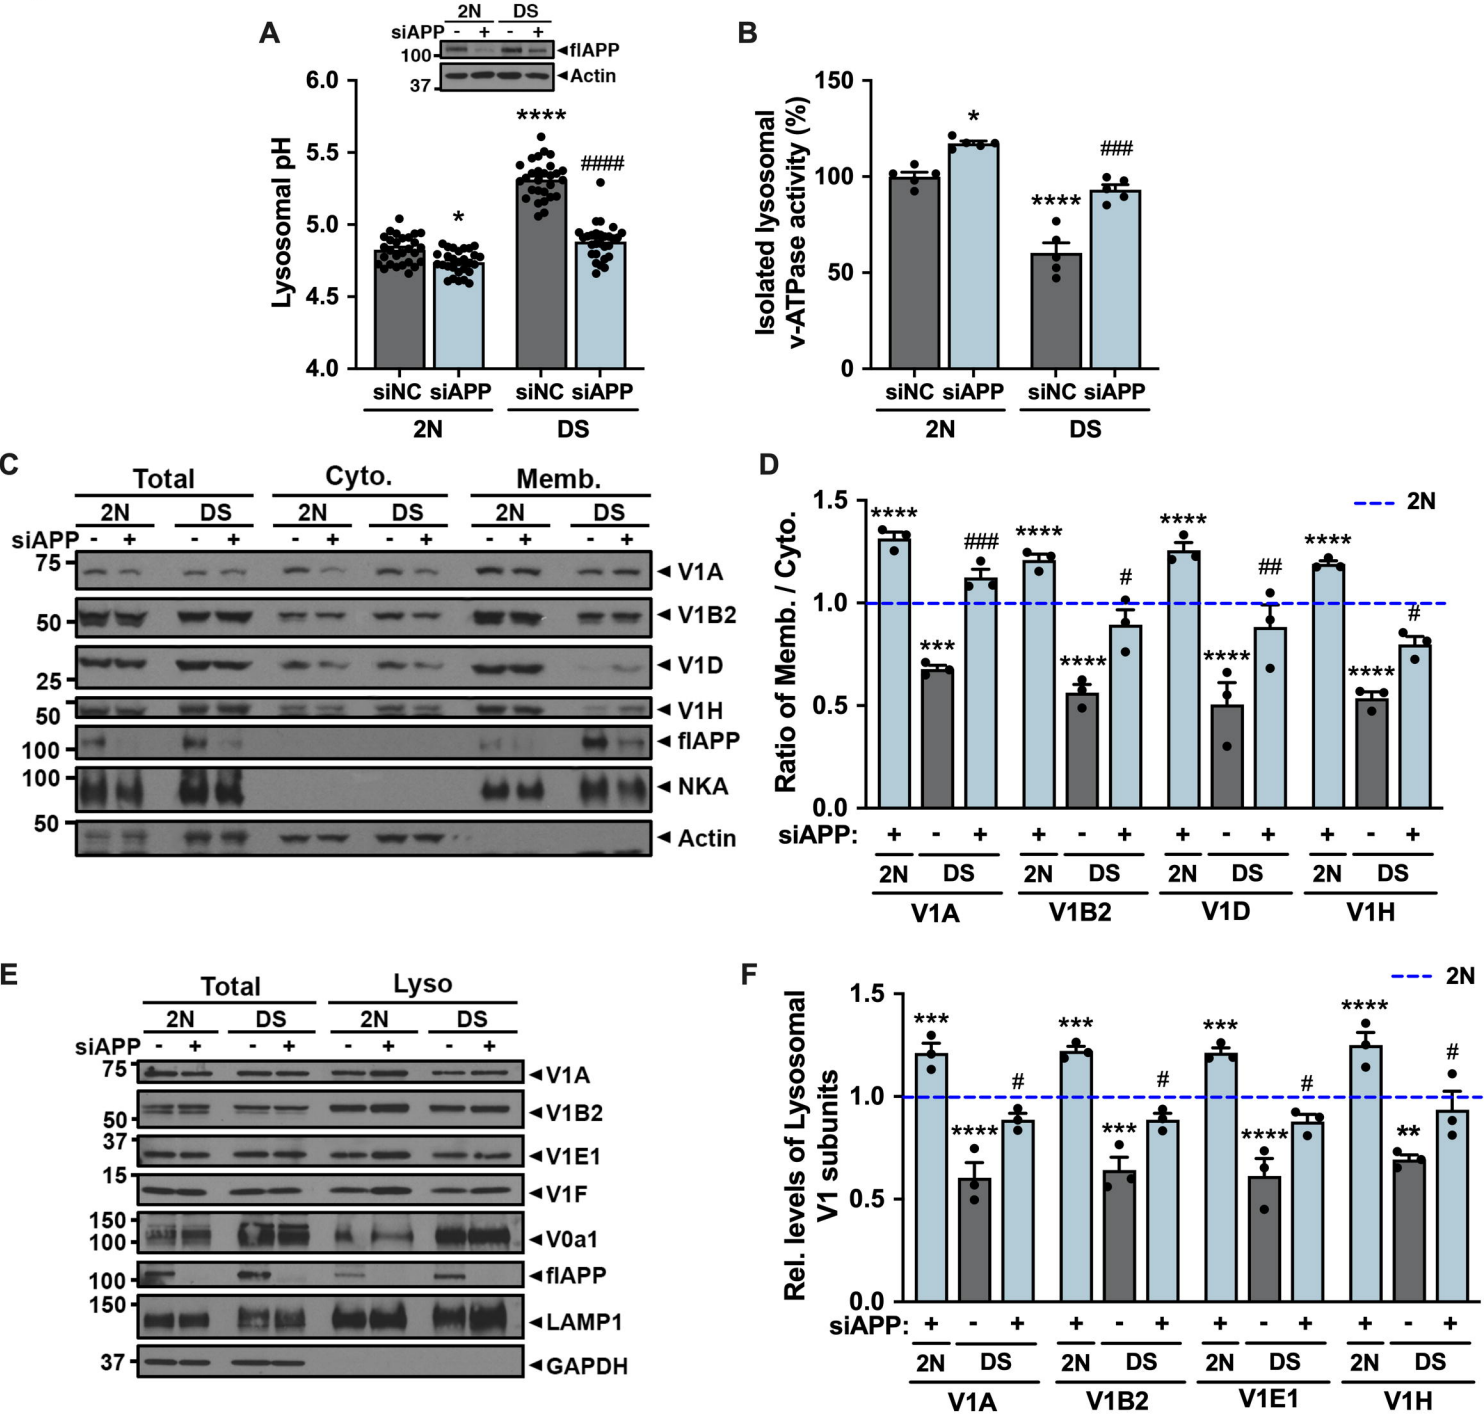 A
2N DS
siAPP - + - +
100 ◄flAPP
37 ◄Actin
Lysosomal pH
6.0
5.5
5.0
4.5
4.0
* **** ####
siNC siAPP siNC siAPP
2N DS
B
Isolated lysosomal
v-ATPase activity (%)
150
100
50
0
* **** ###
siNC siAPP siNC siAPP
2N DS
C
Total Cyto. Memb.
2N DS 2N DS 2N DS
siAPP - + - + - + - + - + - +
75 ◄ V1A
50 ◄ V1B2
25 ◄ V1D
50 ◄ V1H
100 ◄ flAPP
100 ◄ NKA
50 ◄ Actin
D
--- 2N
Ratio of Memb. / Cyto.
1.5
1.0
0.5
0.0
**** *** ### **** **** # **** **** ## **** **** #
siAPP: + - + + - + + - + + - +
2N DS 2N DS 2N DS 2N DS
V1A V1B2 V1D V1H
E
Total Lyso
2N DS 2N DS
siAPP - + - + - + - +
75 ◄V1A
50 ◄V1B2
37 ◄V1E1
15 ◄V1F
150
100 ◄V0a1
100 ◄flAPP
150 ◄LAMP1
37 ◄GAPDH
F
--- 2N
Rel. levels of Lysosomal
V1 subunits
1.5
1.0
0.5
0.0
*** **** # *** *** # *** **** # **** ** #
siAPP: + - + + - + + - + + - +
2N DS 2N DS 2N DS 2N DS
V1A V1B2 V1E1 V1H